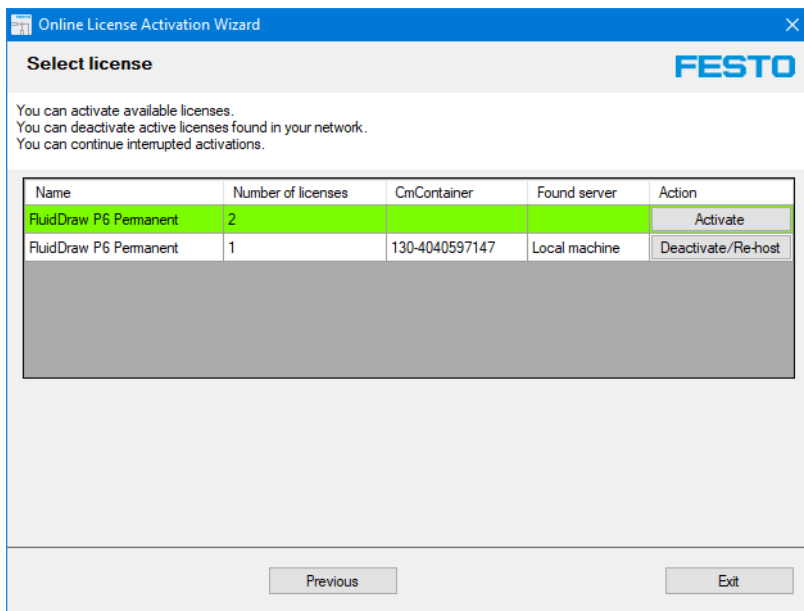 Online License Activation Wizard
Select license
FESTO
You can activate available licenses.
You can deactivate active licenses found in your network.
You can continue interrupted activations.
Name Number of licenses CmContainer Found server Action
FluidDraw P6 Permanent 2 Activate
FluidDraw P6 Permanent 1 130-4040597147 Local machine Deactivate/Re-host
Previous Exit